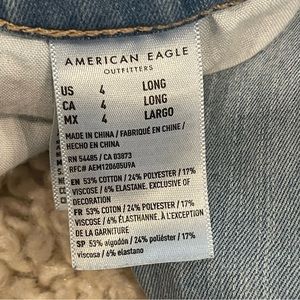 AMERICAN EAGLE
OUTFITTERS
US 4 LONG
CA 4 LONG
MX 4 LARGO
MADE IN CHINA / FABRIQUÉ EN CHINE /
HECHO EN CHINA
RN 54485 / CA 03873
RFC# AEM120605U9A
EN 53% COTTON / 24% POLYESTER / 17%
VISCOSE / 6% ELASTANE. EXCLUSIVE OF
DECORATION
FR 53% COTON / 24% POLYESTER / 17%
VISCOSE / 6% ÉLASTHANNE. À L'EXCEPTION
DE LA GARNITURE
SP 53% algodón / 24% poliéster / 17%
viscosa / 6% elastano